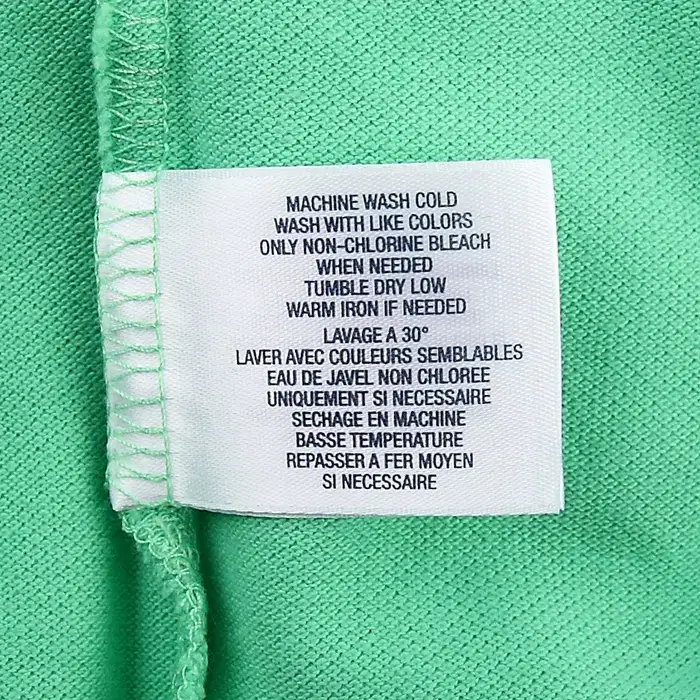 MACHINE WASH COLD
WASH WITH LIKE COLORS
ONLY NON-CHLORINE BLEACH
WHEN NEEDED
TUMBLE DRY LOW
WARM IRON IF NEEDED
LAVAGE A 30°
LAVER AVEC COULEURS SEMBLABLES
EAU DE JAVEL NON CHLOREE
UNIQUEMENT SI NECESSAIRE
SECHAGE EN MACHINE
BASSE TEMPERATURE
REPASSER A FER MOYEN
SI NECESSAIRE